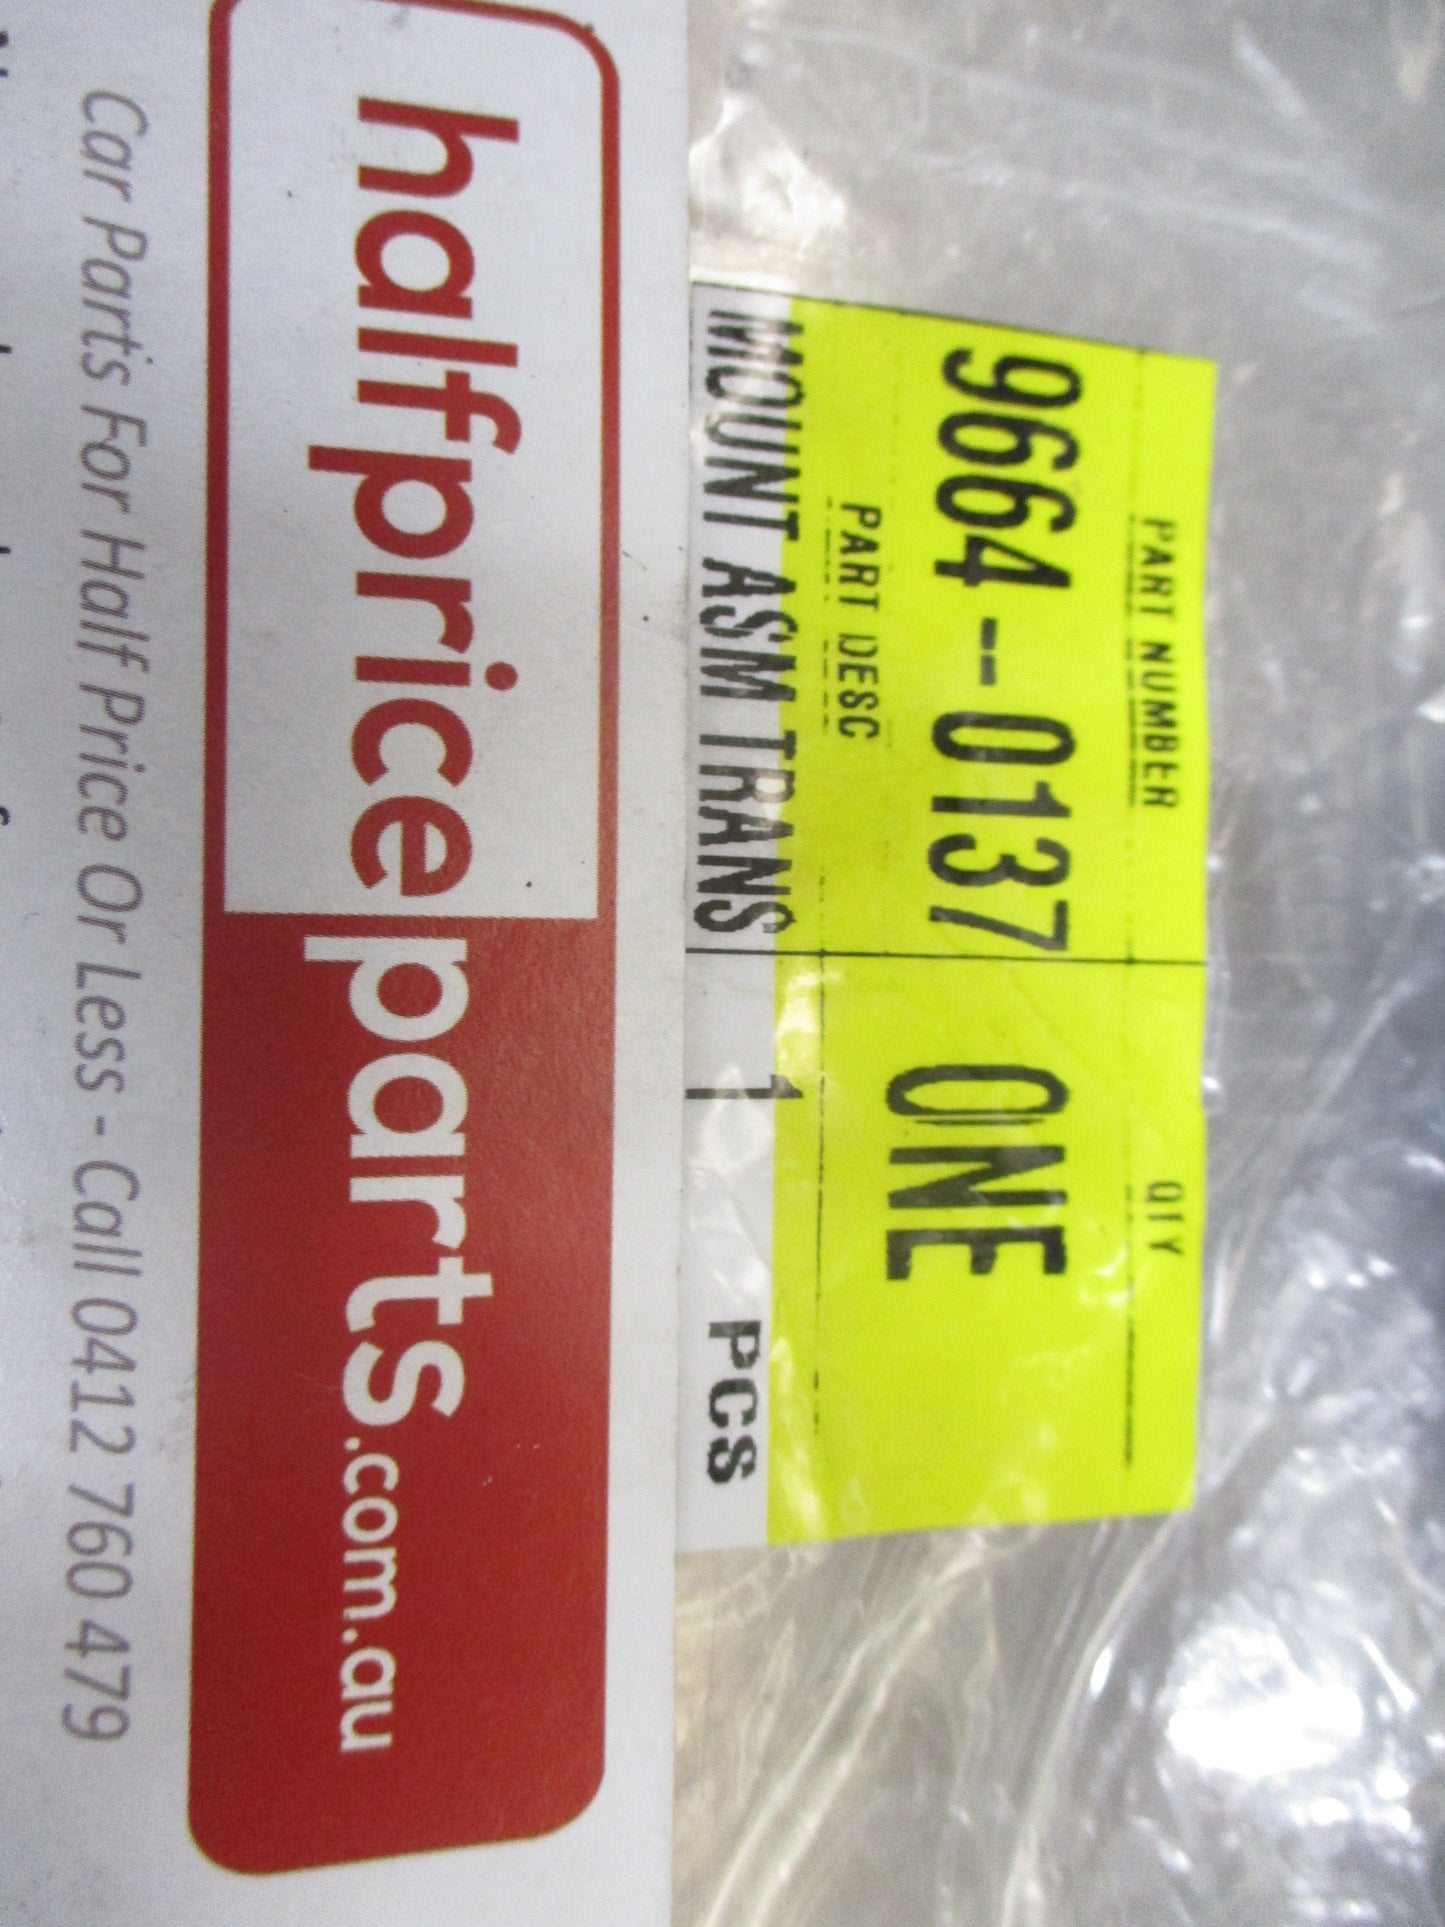 PART NUMBER QTY
9664--0137 ONE
PART DESC
MOUNT ASM TRANS 1 PCS
halfpriceparts.com.au
Car Parts For Half Price Or Less - Call 0412 760 479